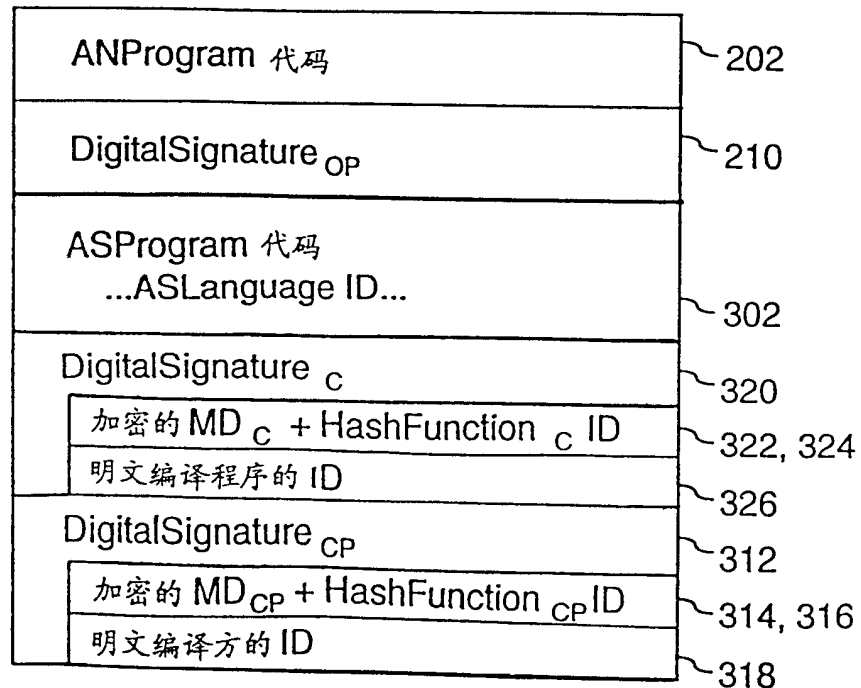 ANProgram 代码 202
DigitalSignature OP 210
ASProgram 代码
...ASLanguage ID... 302
DigitalSignature C 320
加密的 MD C + HashFunction C ID 322, 324
明文编译程序的 ID 326
DigitalSignature CP 312
加密的 MD CP + HashFunction CP ID 314, 316
明文编译方的 ID 318